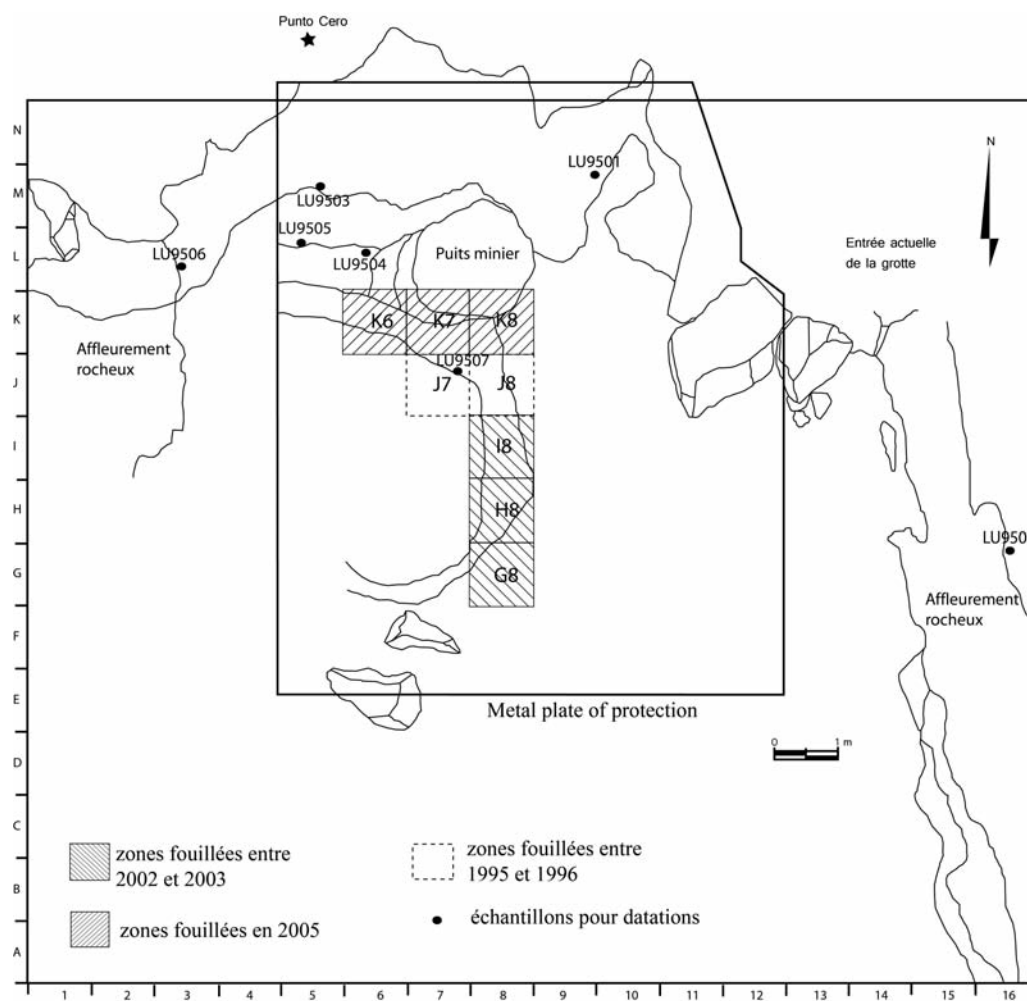 Punto Cero
N
N
LU9501
M
LU9503
LU9505
L
LU9506
LU9504
Puits minier
Entrée actuelle
de la grotte
K
K6
K7
K8
Affleurement
rocheux
LU9507
J
J7
J8
I
I8
H
H8
LU950
G
G8
Affleurement
rocheux
F
E
Metal plate of protection
0
1 m
D
C
zones fouillées entre
2002 et 2003
zones fouillées entre
1995 et 1996
B
zones fouillées en 2005
échantillons pour datations
A
1 2 3 4 5 6 7 8 9 10 11 12 13 14 15 16